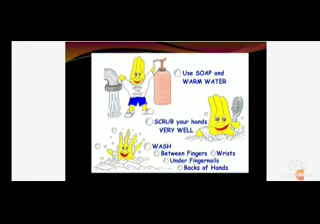 Use SOAP and
WARM WATER
SCRUB your hands
VERY WELL
WASH
Between Fingers Wrists
Under Fingernails
Backs of Hands